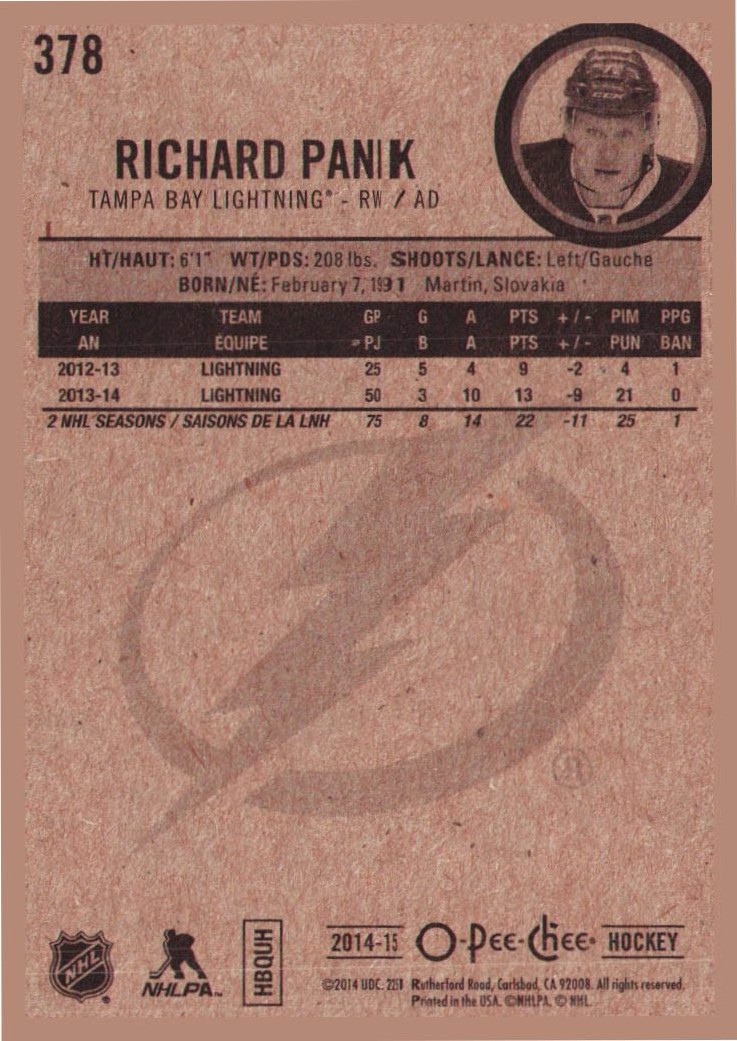 378
RICHARD PANIK
TAMPA BAY LIGHTNING® - RW / AD
HT/HAUT: 6'1" WT/PDS: 208 lbs. SHOOTS/LANCE: Left/Gauche
BORN/NÉ: February 7, 1991 Martin, Slovakia
YEAR TEAM GP G A PTS +/- PIM PPG
AN ÉQUIPE PJ B A PTS +/- PUN BAN
2012-13 LIGHTNING 25 5 4 9 -2 4 1
2013-14 LIGHTNING 50 3 10 13 -9 21 0
2 NHL SEASONS / SAISONS DE LA LNH 75 8 14 22 -11 25 1
®
NHL ® NHLPA™ HBQUH 2014-15 O-Pee-Chee® HOCKEY
©2014 UDC. 2251 Rutherford Road, Carlsbad, CA 92008. All rights reserved.
Printed in the USA. ©NHLPA. © NHL.